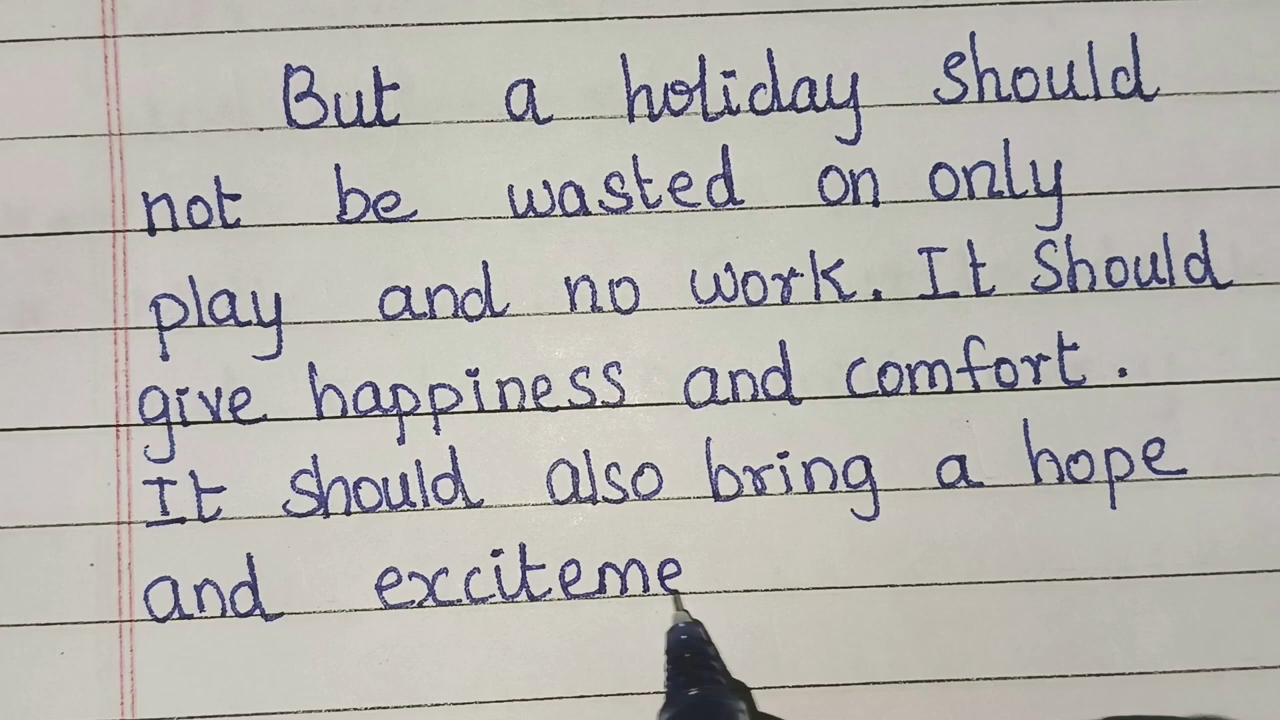 But a holiday should
not be wasted on only
play and no work. It should
give happiness and comfort.
It should also bring a hope
and exciteme